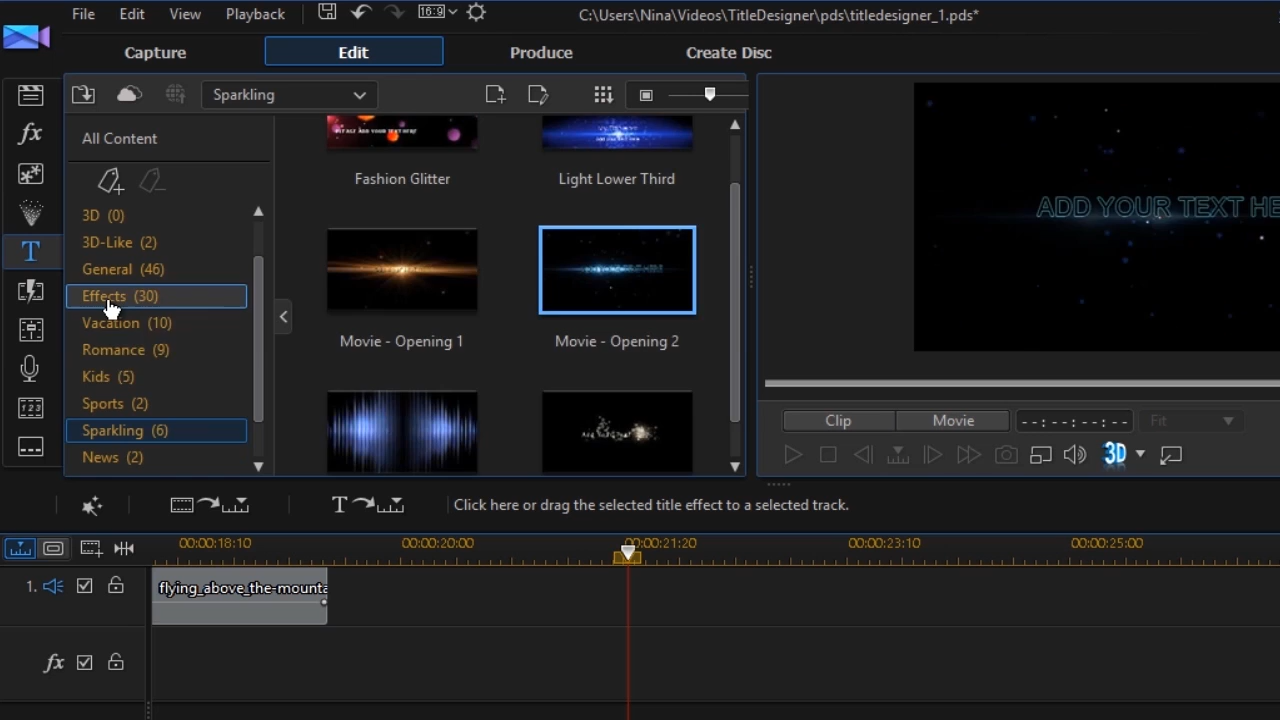 File Edit View Playback 16:9 C:\Users\Nina\Videos\TitleDesigner\pds\titledesigner_1.pds*
Capture Edit Produce Create Disc
fx
Sparkling
All Content
3D (0)
3D-Like (2)
General (46)
Effects (30)
Vacation (10)
Romance (9)
Kids (5)
Sports (2)
Sparkling (6)
News (2)
T
1 2 3
Fashion Glitter
Light Lower Third
Movie - Opening 1
Movie - Opening 2
ADD YOUR TEXT HE
Clip Movie --:--:--:-- Fit
3D
T Click here or drag the selected title effect to a selected track.
00:00:18:10 00:00:20:00 00:00:21:20 00:00:23:10 00:00:25:00
1. flying_above_the-mounta
fx